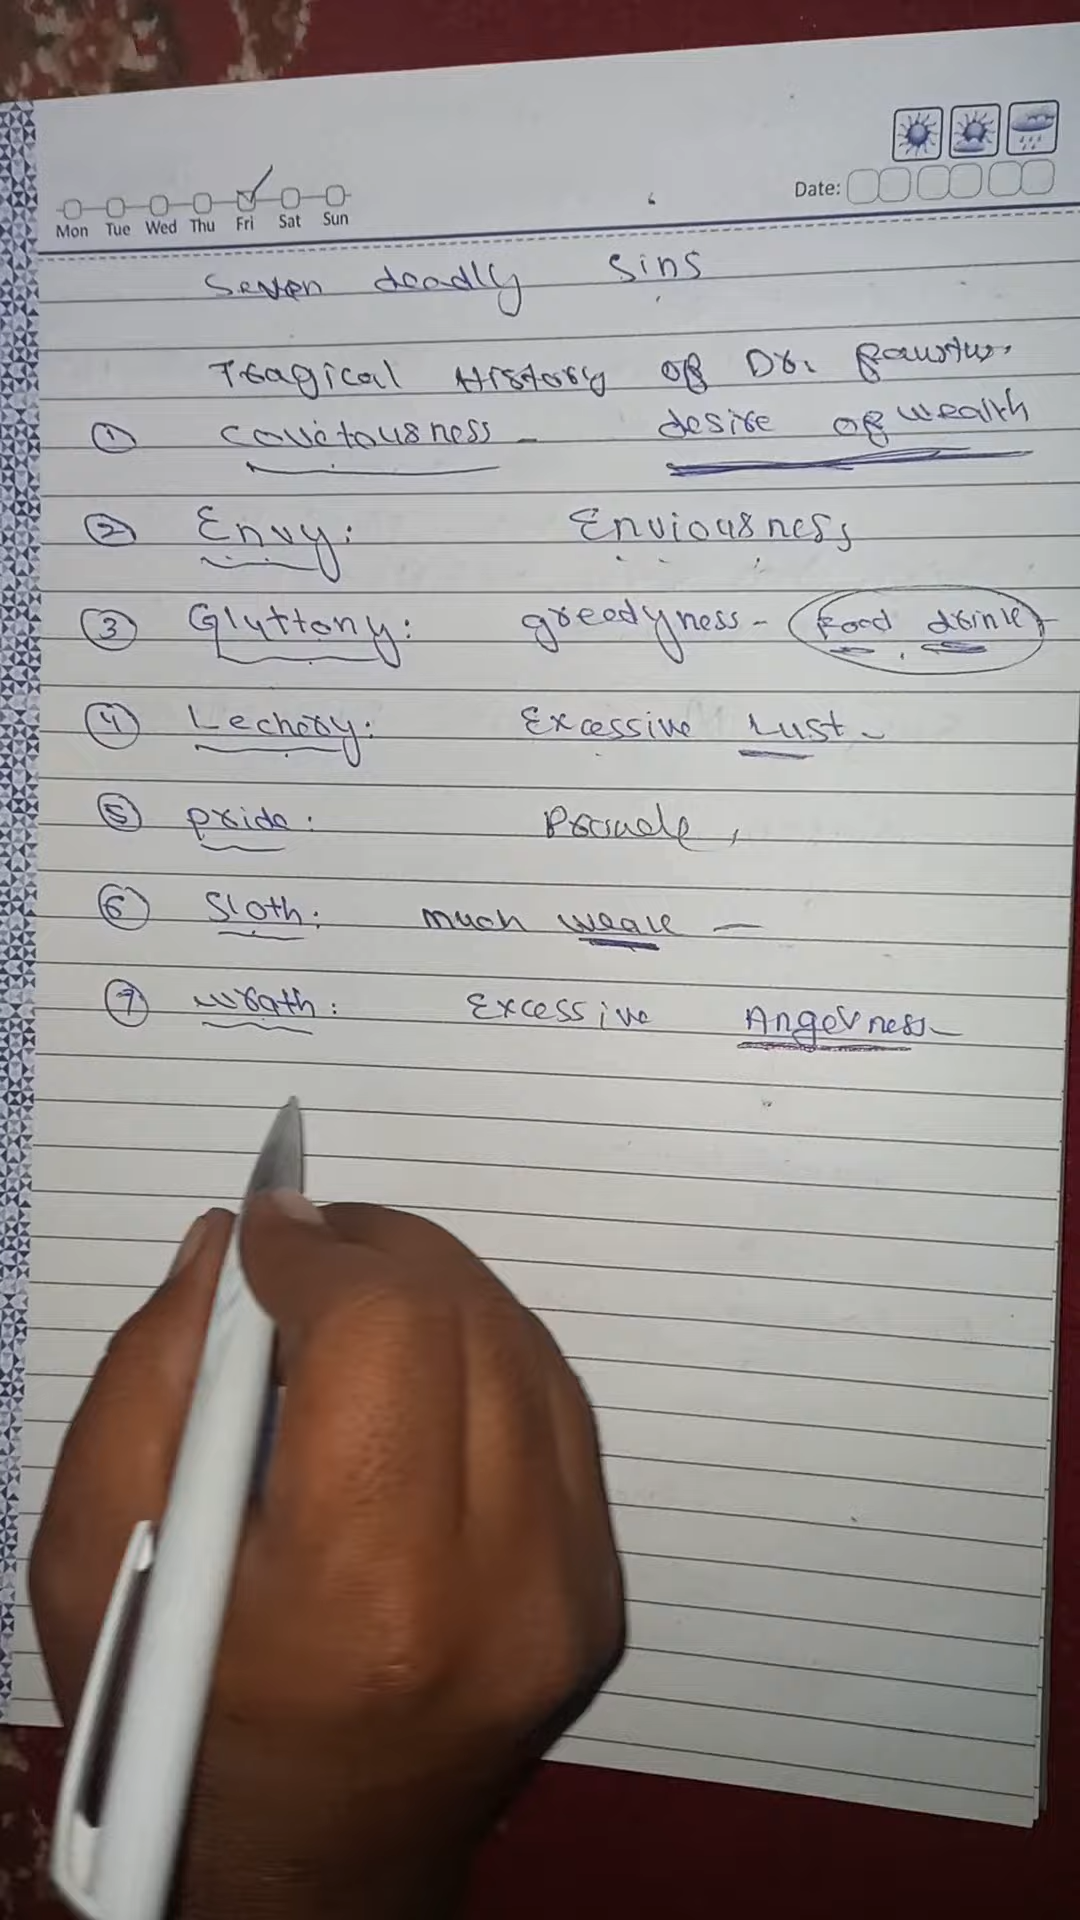 Mon Tue Wed Thu Fri Sat Sun
Date:
Seven deadly Sins
Tragical History of Dr. Faustus.
① Covetousness - desire of wealth
② Envy: Enviousness
③ Gluttony: greedyness - Food, drink
④ Lechery: Excessive Lust -
⑤ pride: Proude,
⑥ Sloth: much weak —
⑦ wrath: Excessive Angerness -